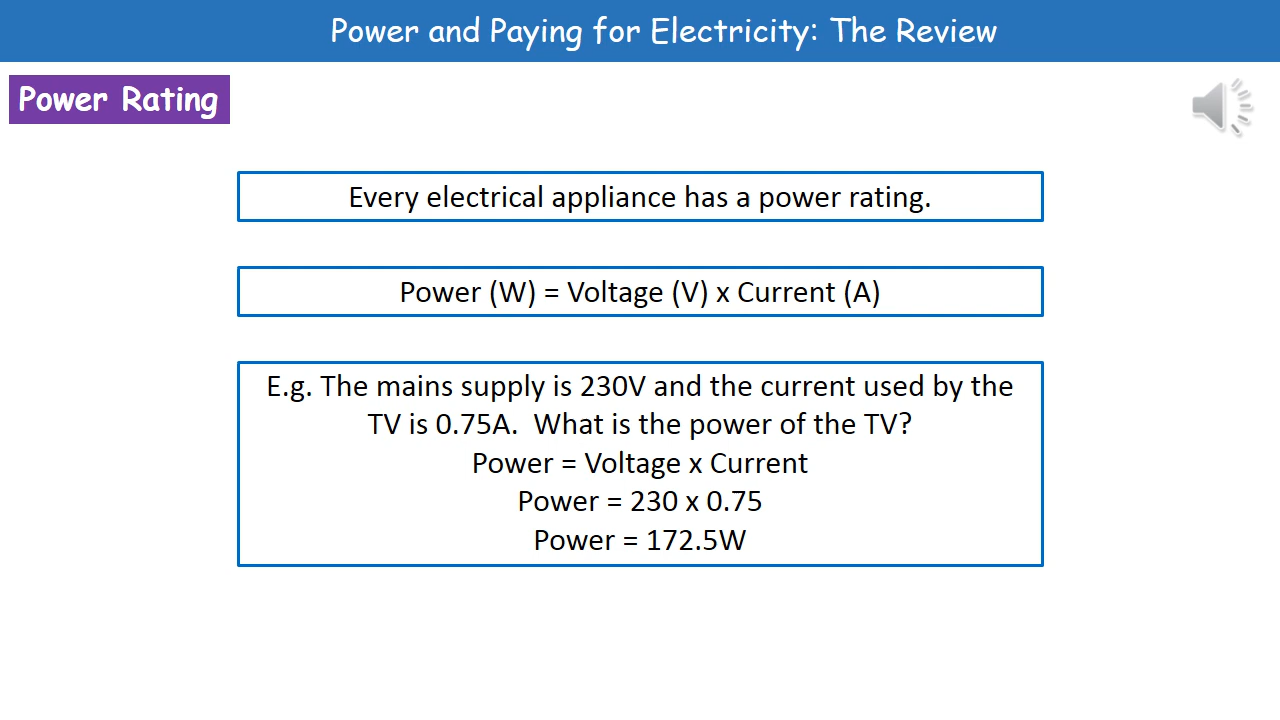 Power and Paying for Electricity: The Review
Power Rating
Every electrical appliance has a power rating.
Power (W) = Voltage (V) x Current (A)
E.g. The mains supply is 230V and the current used by the
TV is 0.75A.  What is the power of the TV?
Power = Voltage x Current
Power = 230 x 0.75
Power = 172.5W